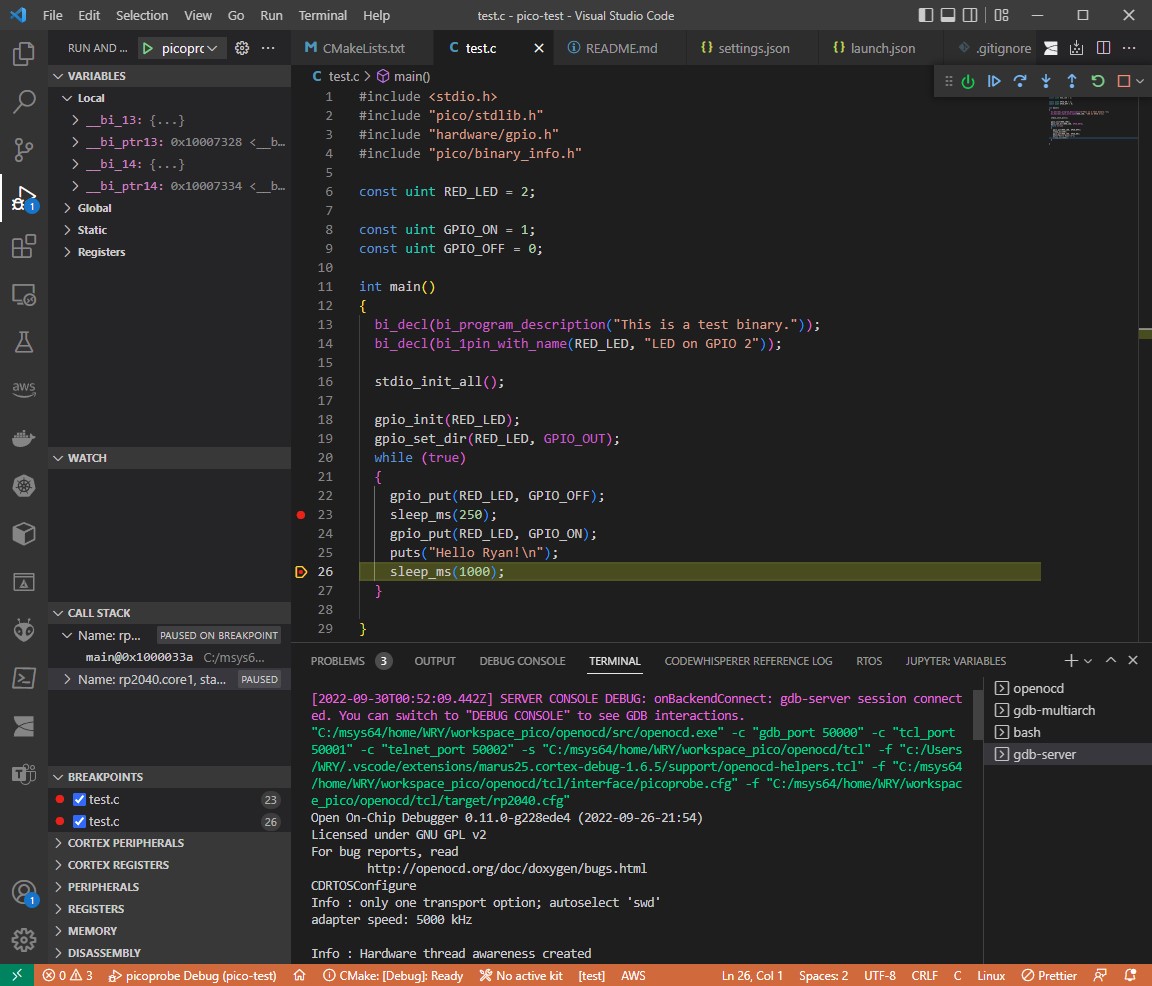 File Edit Selection View Go Run Terminal Help test.c - pico-test - Visual Studio Code
RUN AND ... picoprc
VARIABLES
Local
__bi_13: {...}
__bi_ptr13: 0x10007328 <__b...
__bi_14: {...}
__bi_ptr14: 0x10007334 <__b...
Global
Static
Registers
WATCH
CALL STACK
Name: rp... PAUSED ON BREAKPOINT
main@0x1000033a C:/msys6...
Name: rp2040.core1, sta... PAUSED
BREAKPOINTS
test.c 23
test.c 26
CORTEX PERIPHERALS
CORTEX REGISTERS
PERIPHERALS
REGISTERS
MEMORY
DISASSEMBLY
1
aws
1
M CMakeLists.txt C test.c README.md {} settings.json {} launch.json .gitignore
C test.c > main()
1 #include <stdio.h>
2 #include "pico/stdlib.h"
3 #include "hardware/gpio.h"
4 #include "pico/binary_info.h"
5
6 const uint RED_LED = 2;
7
8 const uint GPIO_ON = 1;
9 const uint GPIO_OFF = 0;
10
11 int main()
12 {
13 bi_decl(bi_program_description("This is a test binary."));
14 bi_decl(bi_1pin_with_name(RED_LED, "LED on GPIO 2"));
15
16 stdio_init_all();
17
18 gpio_init(RED_LED);
19 gpio_set_dir(RED_LED, GPIO_OUT);
20 while (true)
21 {
22 gpio_put(RED_LED, GPIO_OFF);
23 sleep_ms(250);
24 gpio_put(RED_LED, GPIO_ON);
25 puts("Hello Ryan!\n");
26 sleep_ms(1000);
27 }
28
29 }
PROBLEMS 3 OUTPUT DEBUG CONSOLE TERMINAL CODEWHISPERER REFERENCE LOG RTOS JUPYTER: VARIABLES
[2022-09-30T00:52:09.442Z] SERVER CONSOLE DEBUG: onBackendConnect: gdb-server session connect
ed. You can switch to "DEBUG CONSOLE" to see GDB interactions.
"C:/msys64/home/WRY/workspace_pico/openocd/src/openocd.exe" -c "gdb_port 50000" -c "tcl_port
50001" -c "telnet_port 50002" -s "C:/msys64/home/WRY/workspace_pico/openocd/tcl" -f "c:/Users
/WRY/.vscode/extensions/marus25.cortex-debug-1.6.5/support/openocd-helpers.tcl" -f "C:/msys64
/home/WRY/workspace_pico/openocd/tcl/interface/picoprobe.cfg" -f "C:/msys64/home/WRY/workspac
e_pico/openocd/tcl/target/rp2040.cfg"
Open On-Chip Debugger 0.11.0-g228ede4 (2022-09-26-21:54)
Licensed under GNU GPL v2
For bug reports, read
http://openocd.org/doc/doxygen/bugs.html
CDRTOSConfigure
Info : only one transport option; autoselect 'swd'
adapter speed: 5000 kHz
Info : Hardware thread awareness created
openocd
gdb-multiarch
bash
gdb-server
0 3 picoprobe Debug (pico-test) CMake: [Debug]: Ready No active kit [test] AWS Ln 26, Col 1 Spaces: 2 UTF-8 CRLF C Linux Prettier